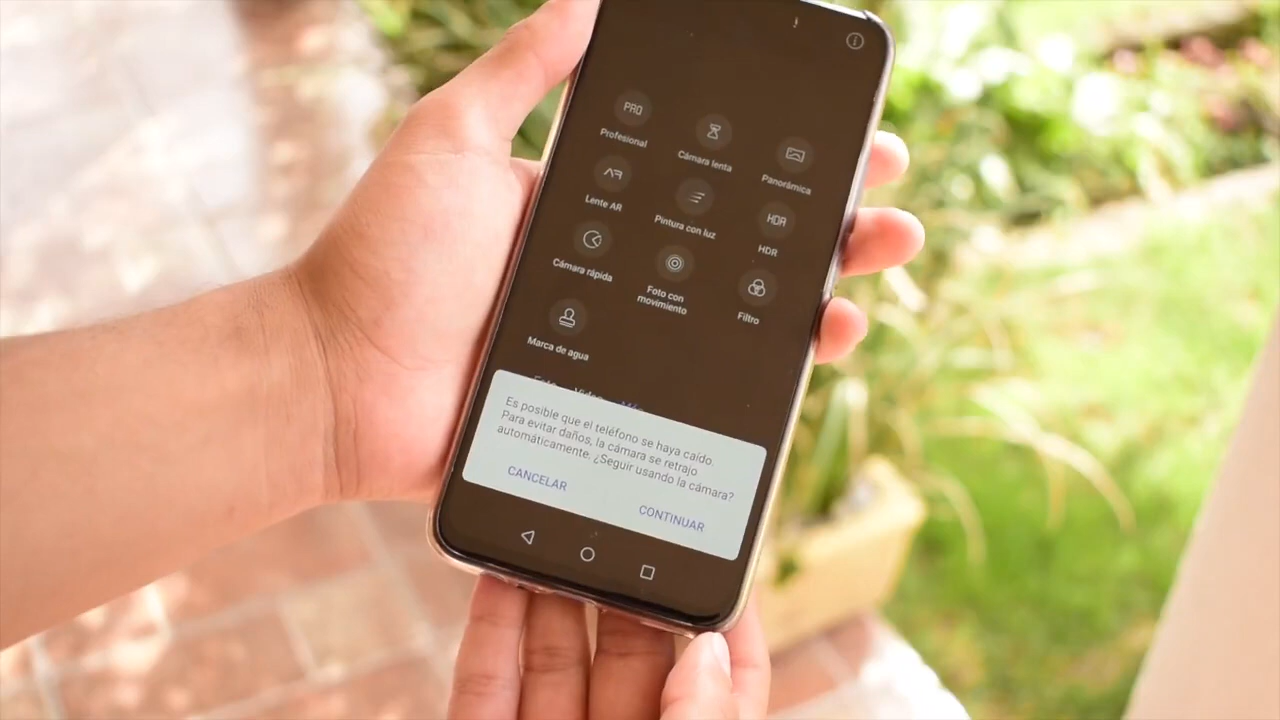 PRO
Profesional
Cámara lenta
Panorámica
Lente AR
Pintura con luz
HDR
HDR
Cámara rápida
Foto con
movimiento
Filtro
Marca de agua
Es posible que el teléfono se haya caído.
Para evitar daños, la cámara se retrajo
automáticamente. ¿Seguir usando la cámara?
CANCELAR
CONTINUAR